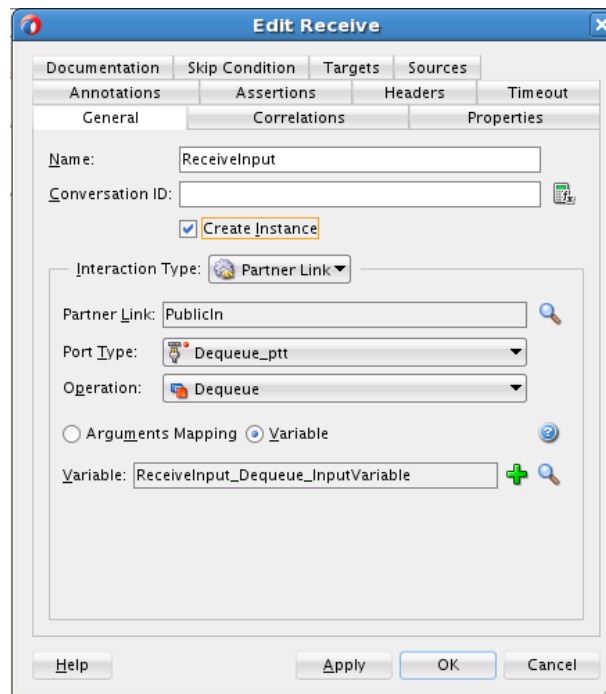 Edit Receive
Documentation Skip Condition Targets Sources
Annotations Assertions Headers Timeout
General Correlations Properties
Name: ReceiveInput
Conversation ID:
Create Instance
Interaction Type: Partner Link
Partner Link: PublicIn
Port Type: Dequeue_ptt
Operation: Dequeue
Arguments Mapping Variable
Variable: ReceiveInput_Dequeue_InputVariable
Help Apply OK Cancel